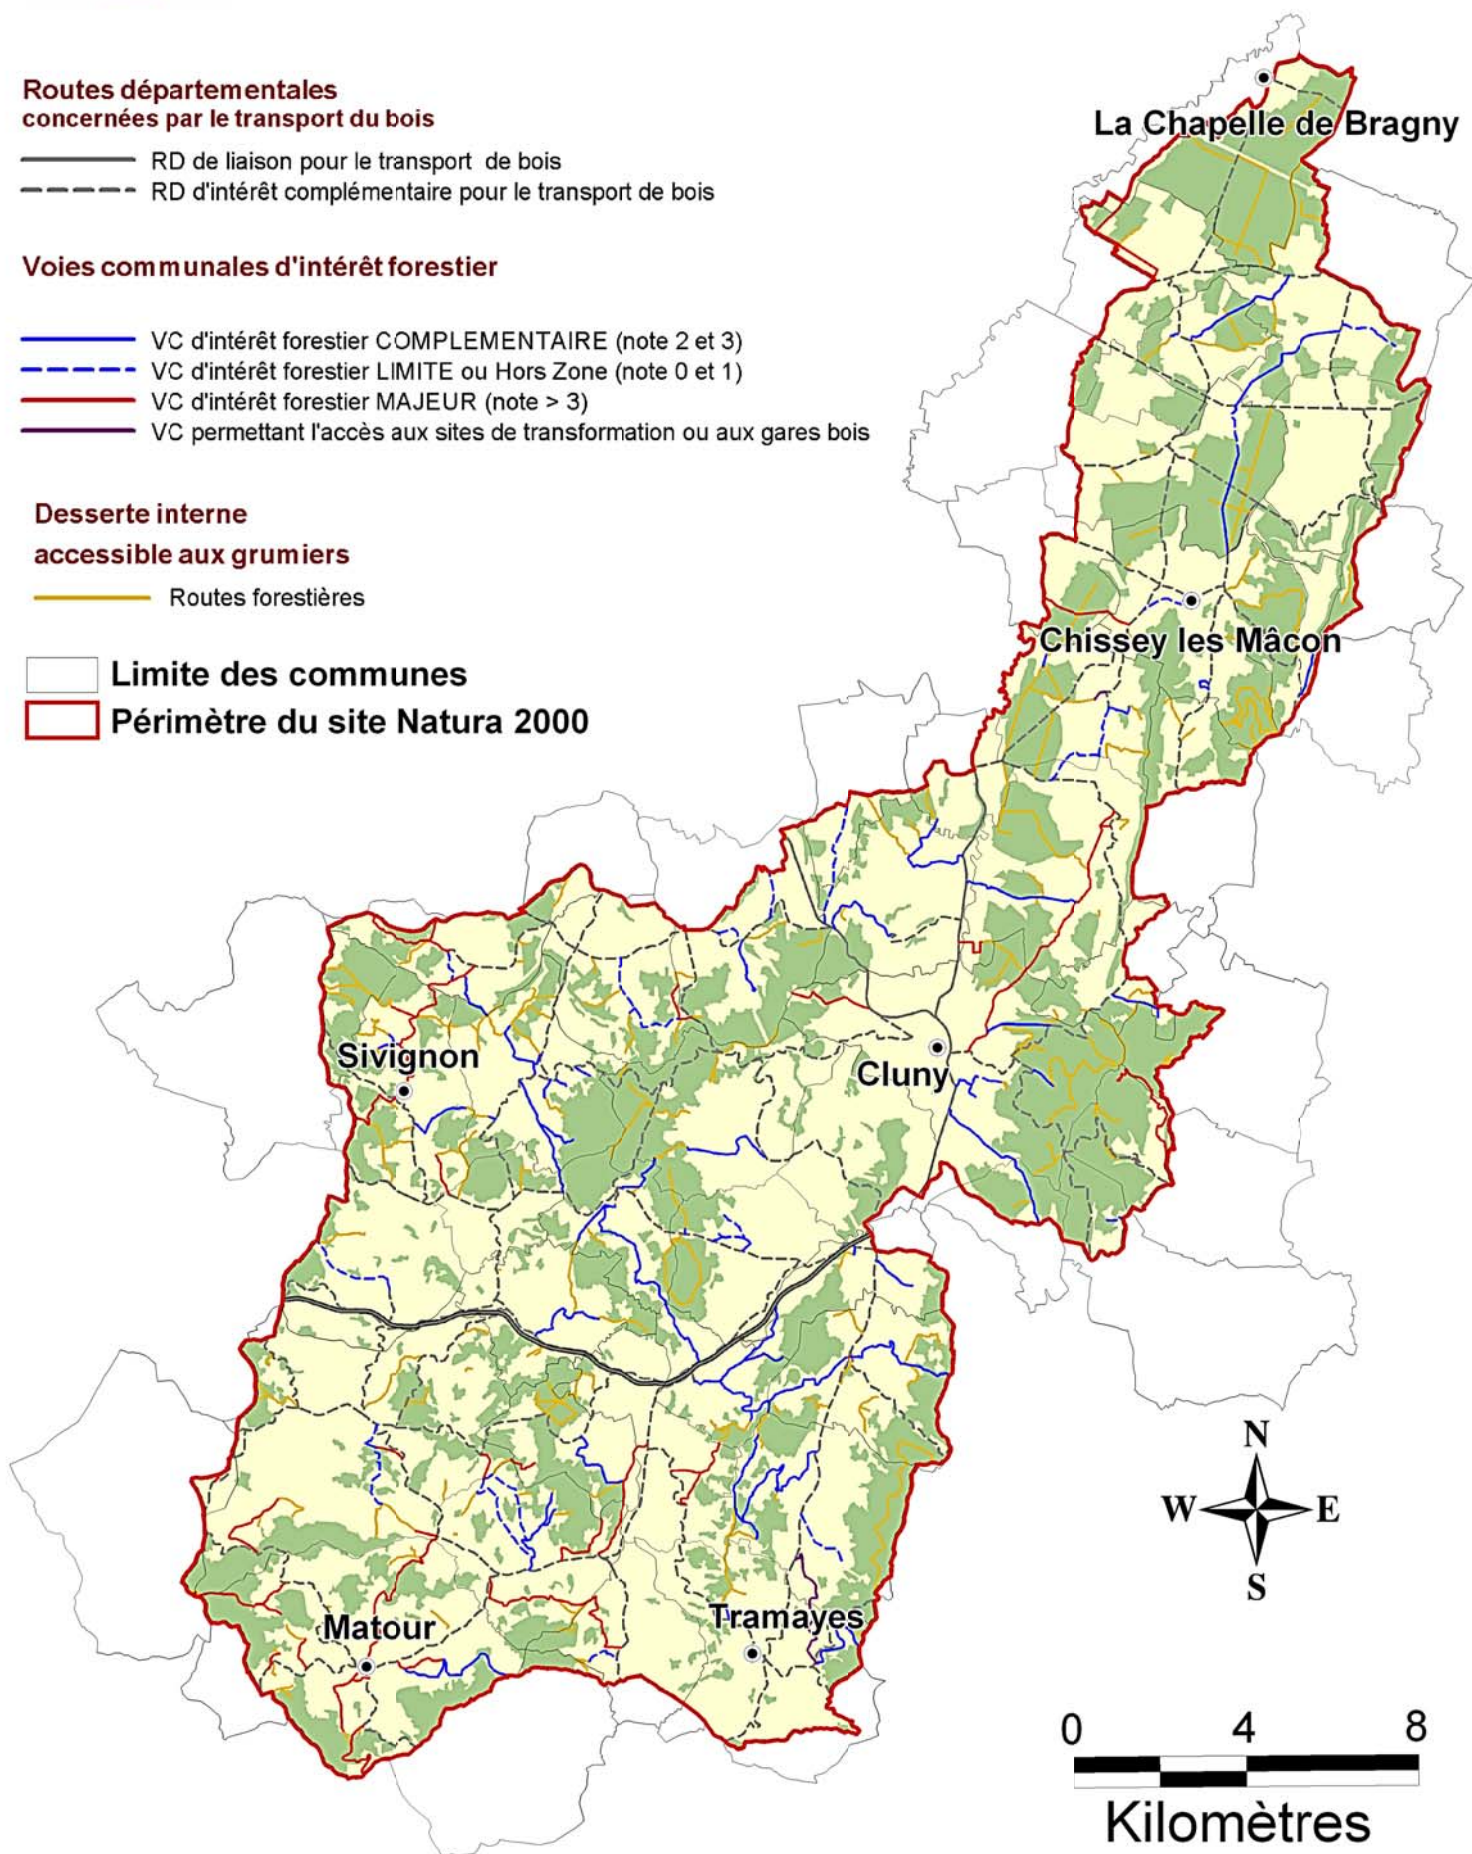 Routes départementales
concernées par le transport du bois
RD de liaison pour le transport de bois
RD d'intérêt complémentaire pour le transport de bois
Voies communales d'intérêt forestier
VC d'intérêt forestier COMPLEMENTAIRE (note 2 et 3)
VC d'intérêt forestier LIMITE ou Hors Zone (note 0 et 1)
VC d'intérêt forestier MAJEUR (note > 3)
VC permettant l'accès aux sites de transformation ou aux gares bois
Desserte interne
accessible aux grumiers
Routes forestières
Limite des communes
Périmètre du site Natura 2000
La Chapelle de Bragny
Chissey les Mâcon
Sivignon
Cluny
Matour
Tramayes
N
W E
S
0 4 8
Kilomètres